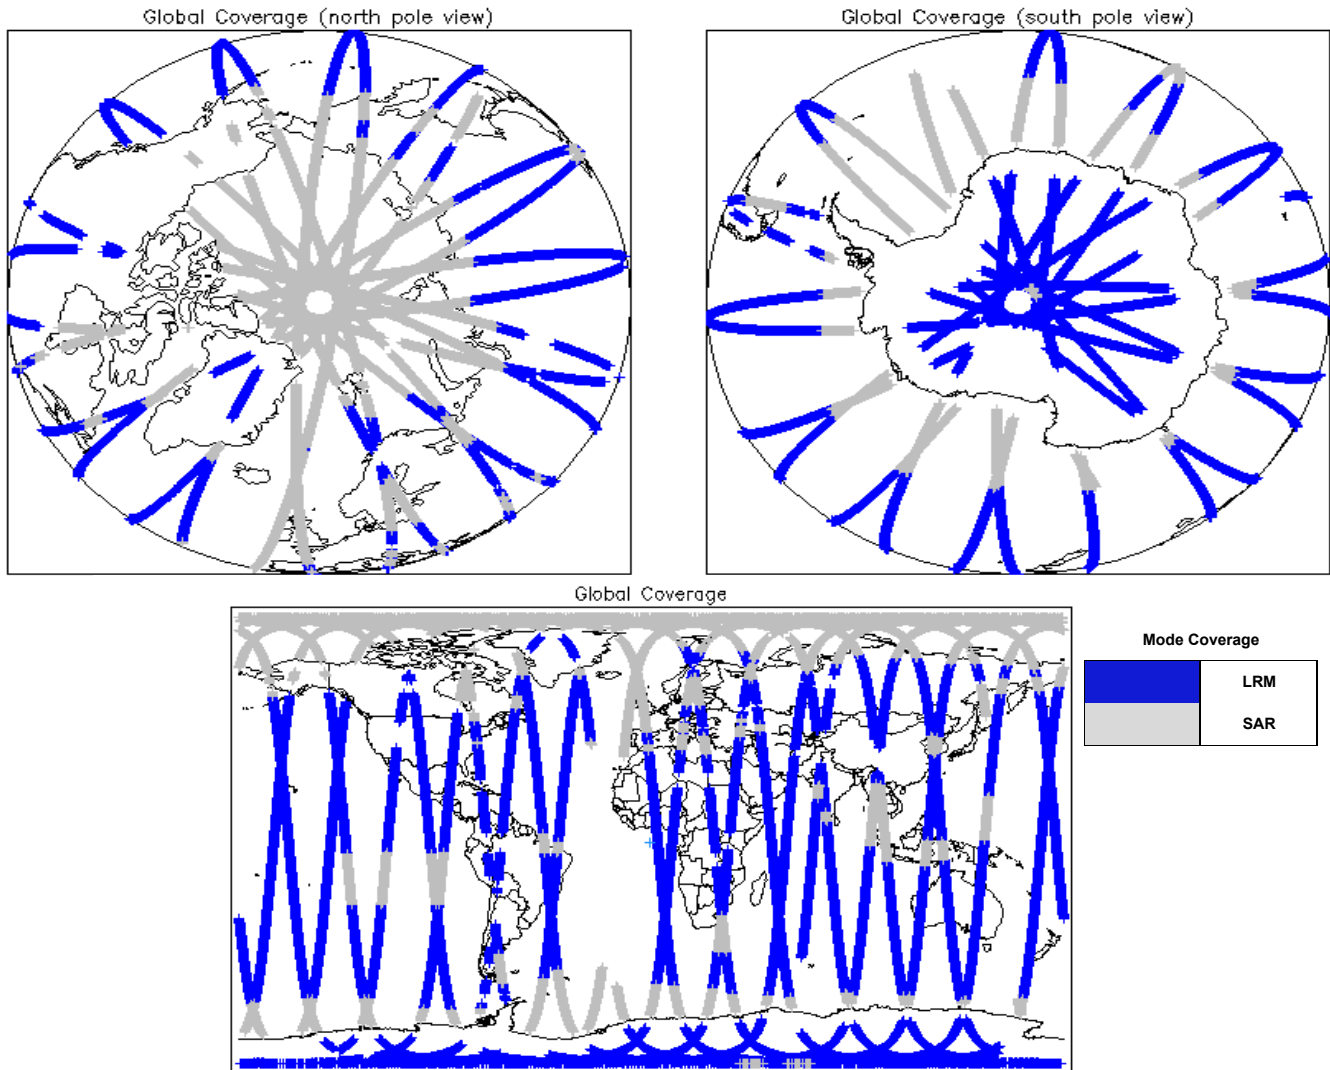 Global Coverage (north pole view)
Global Coverage (south pole view)
Global Coverage
Mode Coverage
LRM
SAR